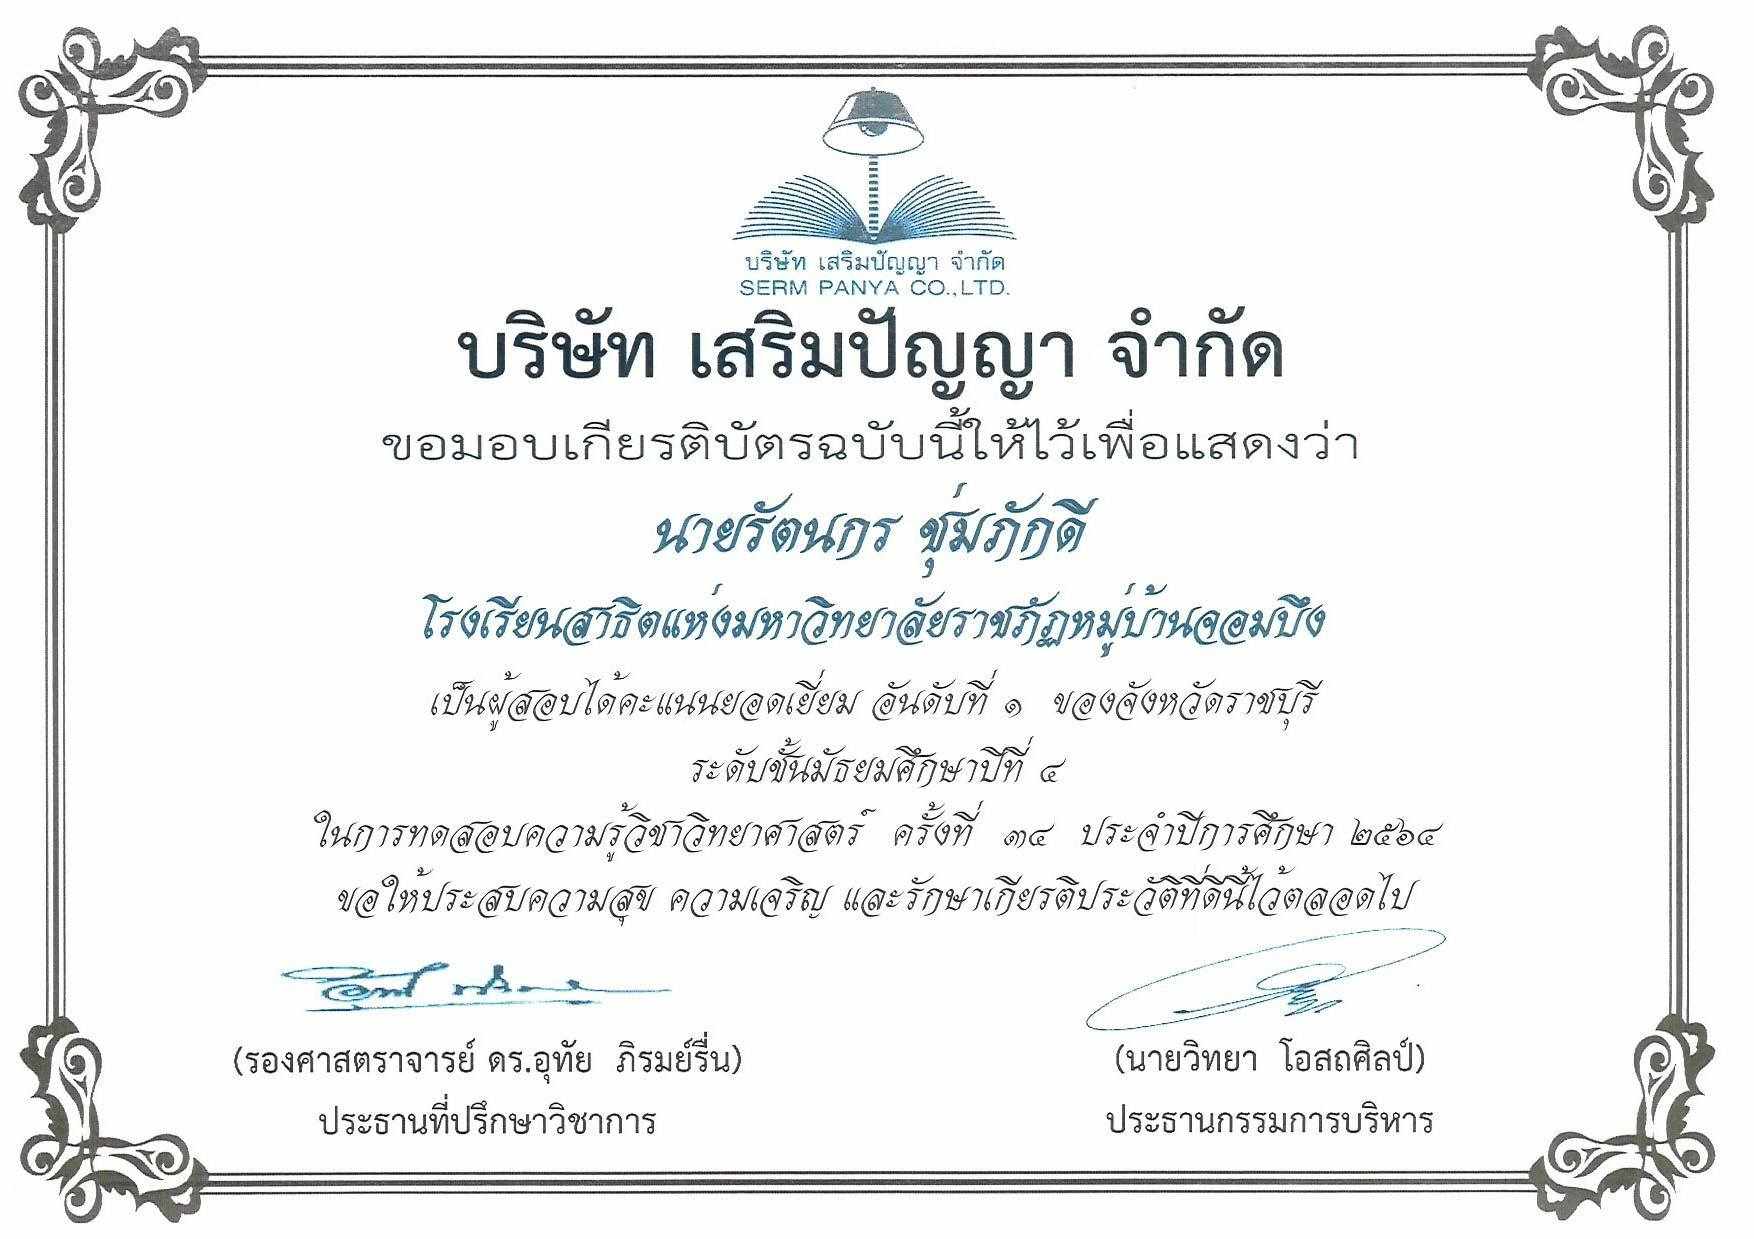 บริษัท เสริมปัญญา จำกัด
SERM PANYA CO.,LTD.
บริษัท เสริมปัญญา จำกัด
ขอมอบเกียรติบัตรฉบับนี้ให้ไว้เพื่อแสดงว่า
นายรัตนกร ชุ่มภักดี
โรงเรียนสาธิตแห่งมหาวิทยาลัยราชภัฏหมู่บ้านจอมบึง
เป็นผู้สอบได้คะแนนยอดเยี่ยม อันดับที่ ๑ ของจังหวัดราชบุรี
ระดับชั้นมัธยมศึกษาปีที่ ๔
ในการทดสอบความรู้วิชาวิทยาศาสตร์ ครั้งที่ ๓๔ ประจำปีการศึกษา ๒๕๖๔
ขอให้ประสบความสุข ความเจริญ และรักษาเกียรติประวัติที่ดีนี้ไว้ตลอดไป
(รองศาสตราจารย์ ดร.อุทัย ภิรมย์รื่น)
ประธานที่ปรึกษาวิชาการ
(นายวิทยา โอสถศิลป์)
ประธานกรรมการบริหาร